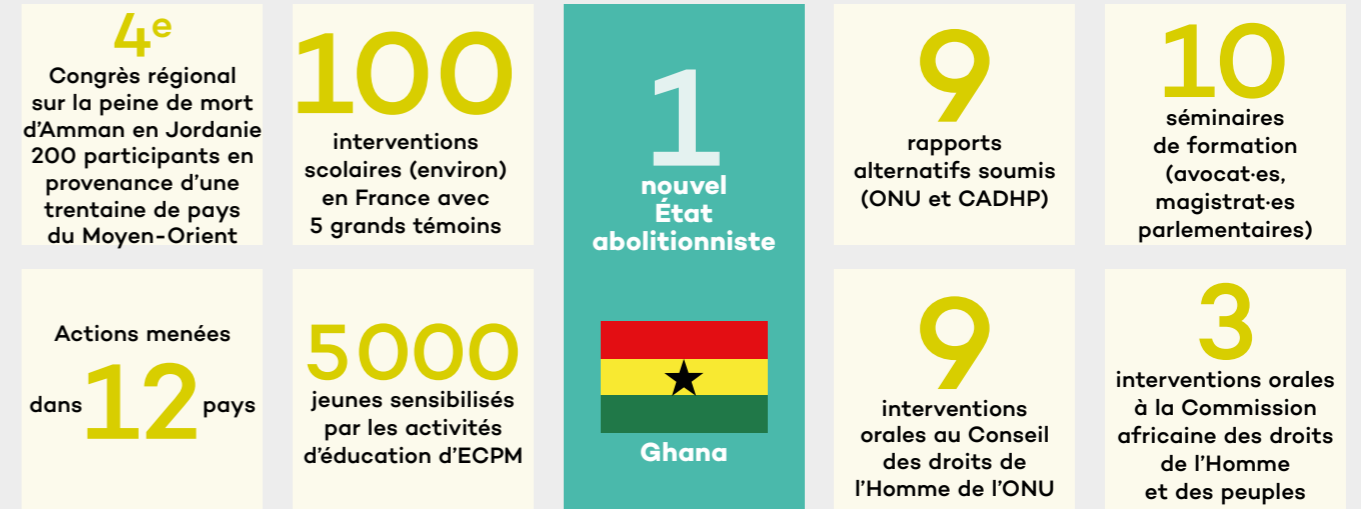 4e
Congrès régional
sur la peine de mort
d'Amman en Jordanie
200 participants en
provenance d'une
trentaine de pays
du Moyen-Orient
100
interventions
scolaires (environ)
en France avec
5 grands témoins
1
nouvel
État
abolitionniste
Ghana
9
rapports
alternatifs soumis
(ONU et CADHP)
10
séminaires
de formation
(avocat·es,
magistrat·es
parlementaires)
Actions menées
dans 12 pays
5000
jeunes sensibilisés
par les activités
d'éducation d'ECPM
9
interventions
orales au Conseil
des droits de
l'Homme de l'ONU
3
interventions orales
à la Commission
africaine des droits
de l'Homme
et des peuples